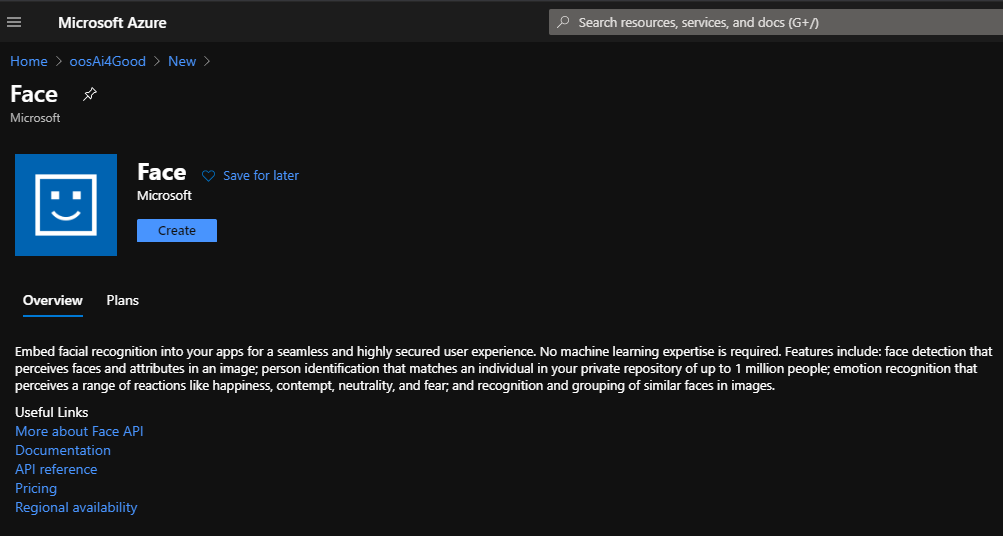 Microsoft Azure
Search resources, services, and docs (G+/)
Home > oosAi4Good > New >
Face
Microsoft
Face
Save for later
Microsoft
Create
Overview
Plans
Embed facial recognition into your apps for a seamless and highly secured user experience. No machine learning expertise is required. Features include: face detection that
perceives faces and attributes in an image; person identification that matches an individual in your private repository of up to 1 million people; emotion recognition that
perceives a range of reactions like happiness, contempt, neutrality, and fear; and recognition and grouping of similar faces in images.
Useful Links
More about Face API
Documentation
API reference
Pricing
Regional availability